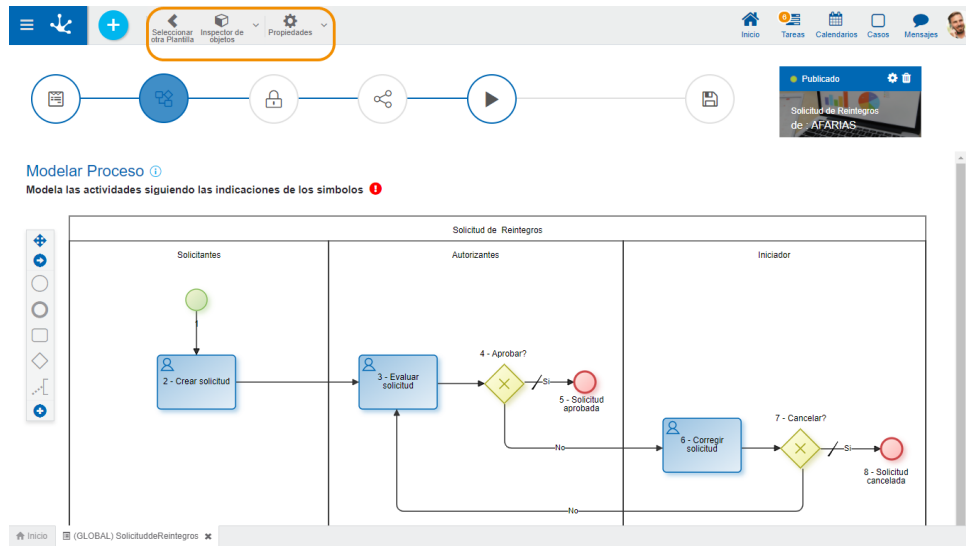 Seleccionar
otra Plantilla
Inspector de
objetos
Propiedades
Inicio
6
Tareas
Calendarios
Casos
Mensajes
Publicado
Solicitud de Reintegros
de : AFARIAS
Modelar Proceso
Modela las actividades siguiendo las indicaciones de los simbolos
Solicitud de Reintegros
Solicitantes
Autorizantes
Iniciador
1
2 - Crear solicitud
3 - Evaluar
solicitud
4 - Aprobar?
Si
5 - Solicitud
aprobada
No
6 - Corregir
solicitud
7 - Cancelar?
Si
8 - Solicitud
cancelada
No
Inicio
(GLOBAL) SolicituddeReintegros